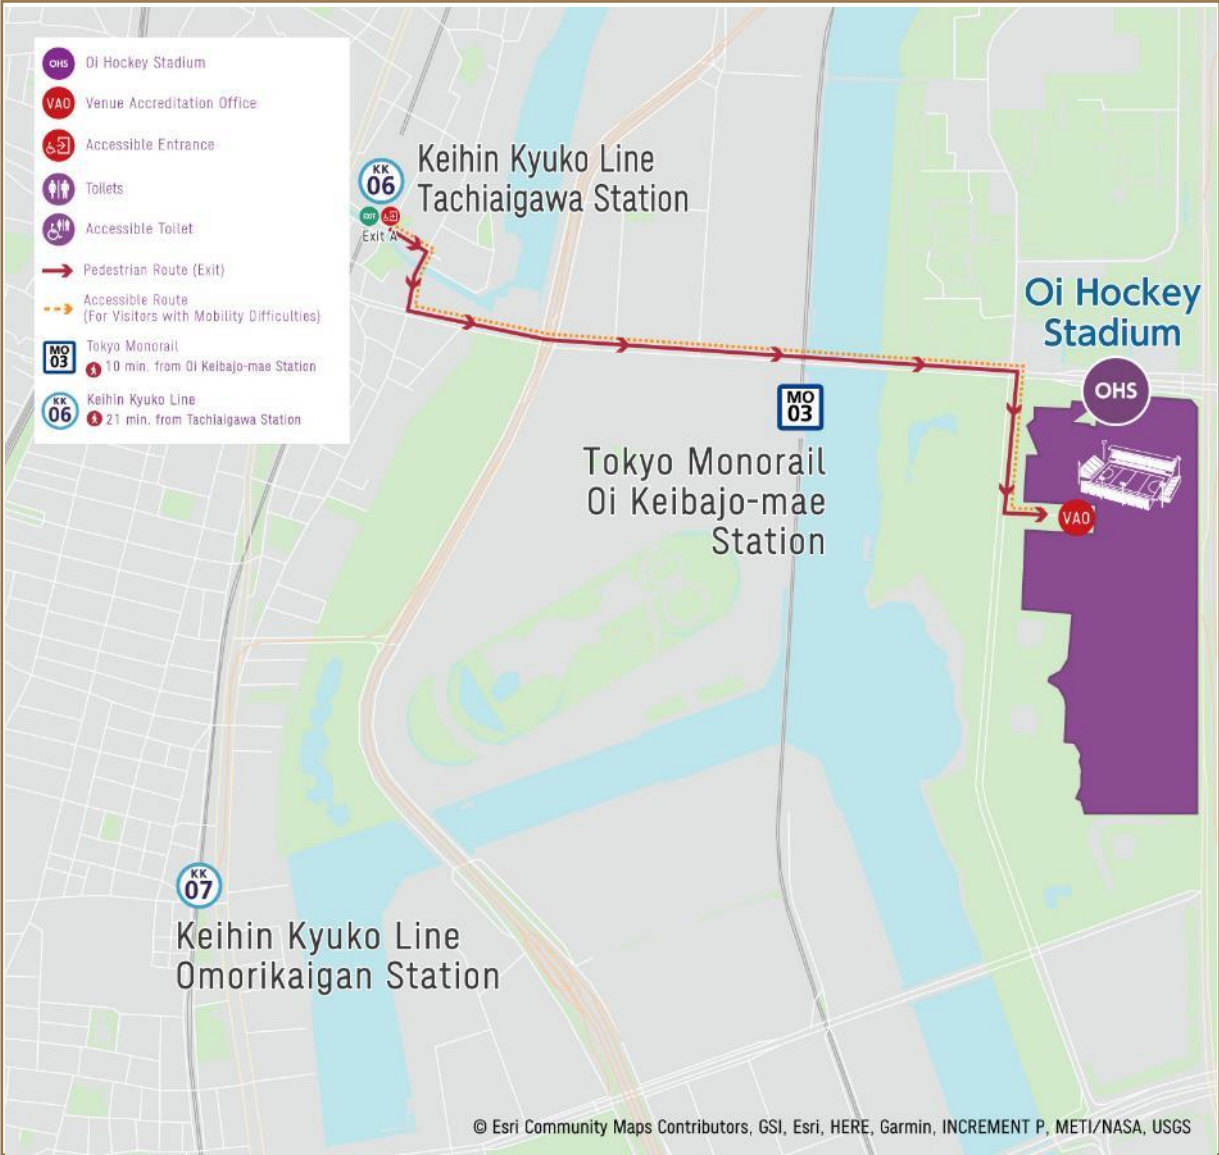 OHS Oi Hockey Stadium
VAO Venue Accreditation Office
Accessible Entrance
Toilets
Accessible Toilet
Pedestrian Route (Exit)
Accessible Route
(For Visitors with Mobility Difficulties)
MO 03 Tokyo Monorail
10 min. from Oi Keibajo-mae Station
KK 06 Keihin Kyuko Line
21 min. from Tachiaigawa Station
KK
06
Keihin Kyuko Line
Tachiaigawa Station
EXIT
Exit A
Oi Hockey
Stadium
OHS
MO
03
Tokyo Monorail
Oi Keibajo-mae
Station
VAO
KK
07
Keihin Kyuko Line
Omorikaigan Station
© Esri Community Maps Contributors, GSI, Esri, HERE, Garmin, INCREMENT P, METI/NASA, USGS